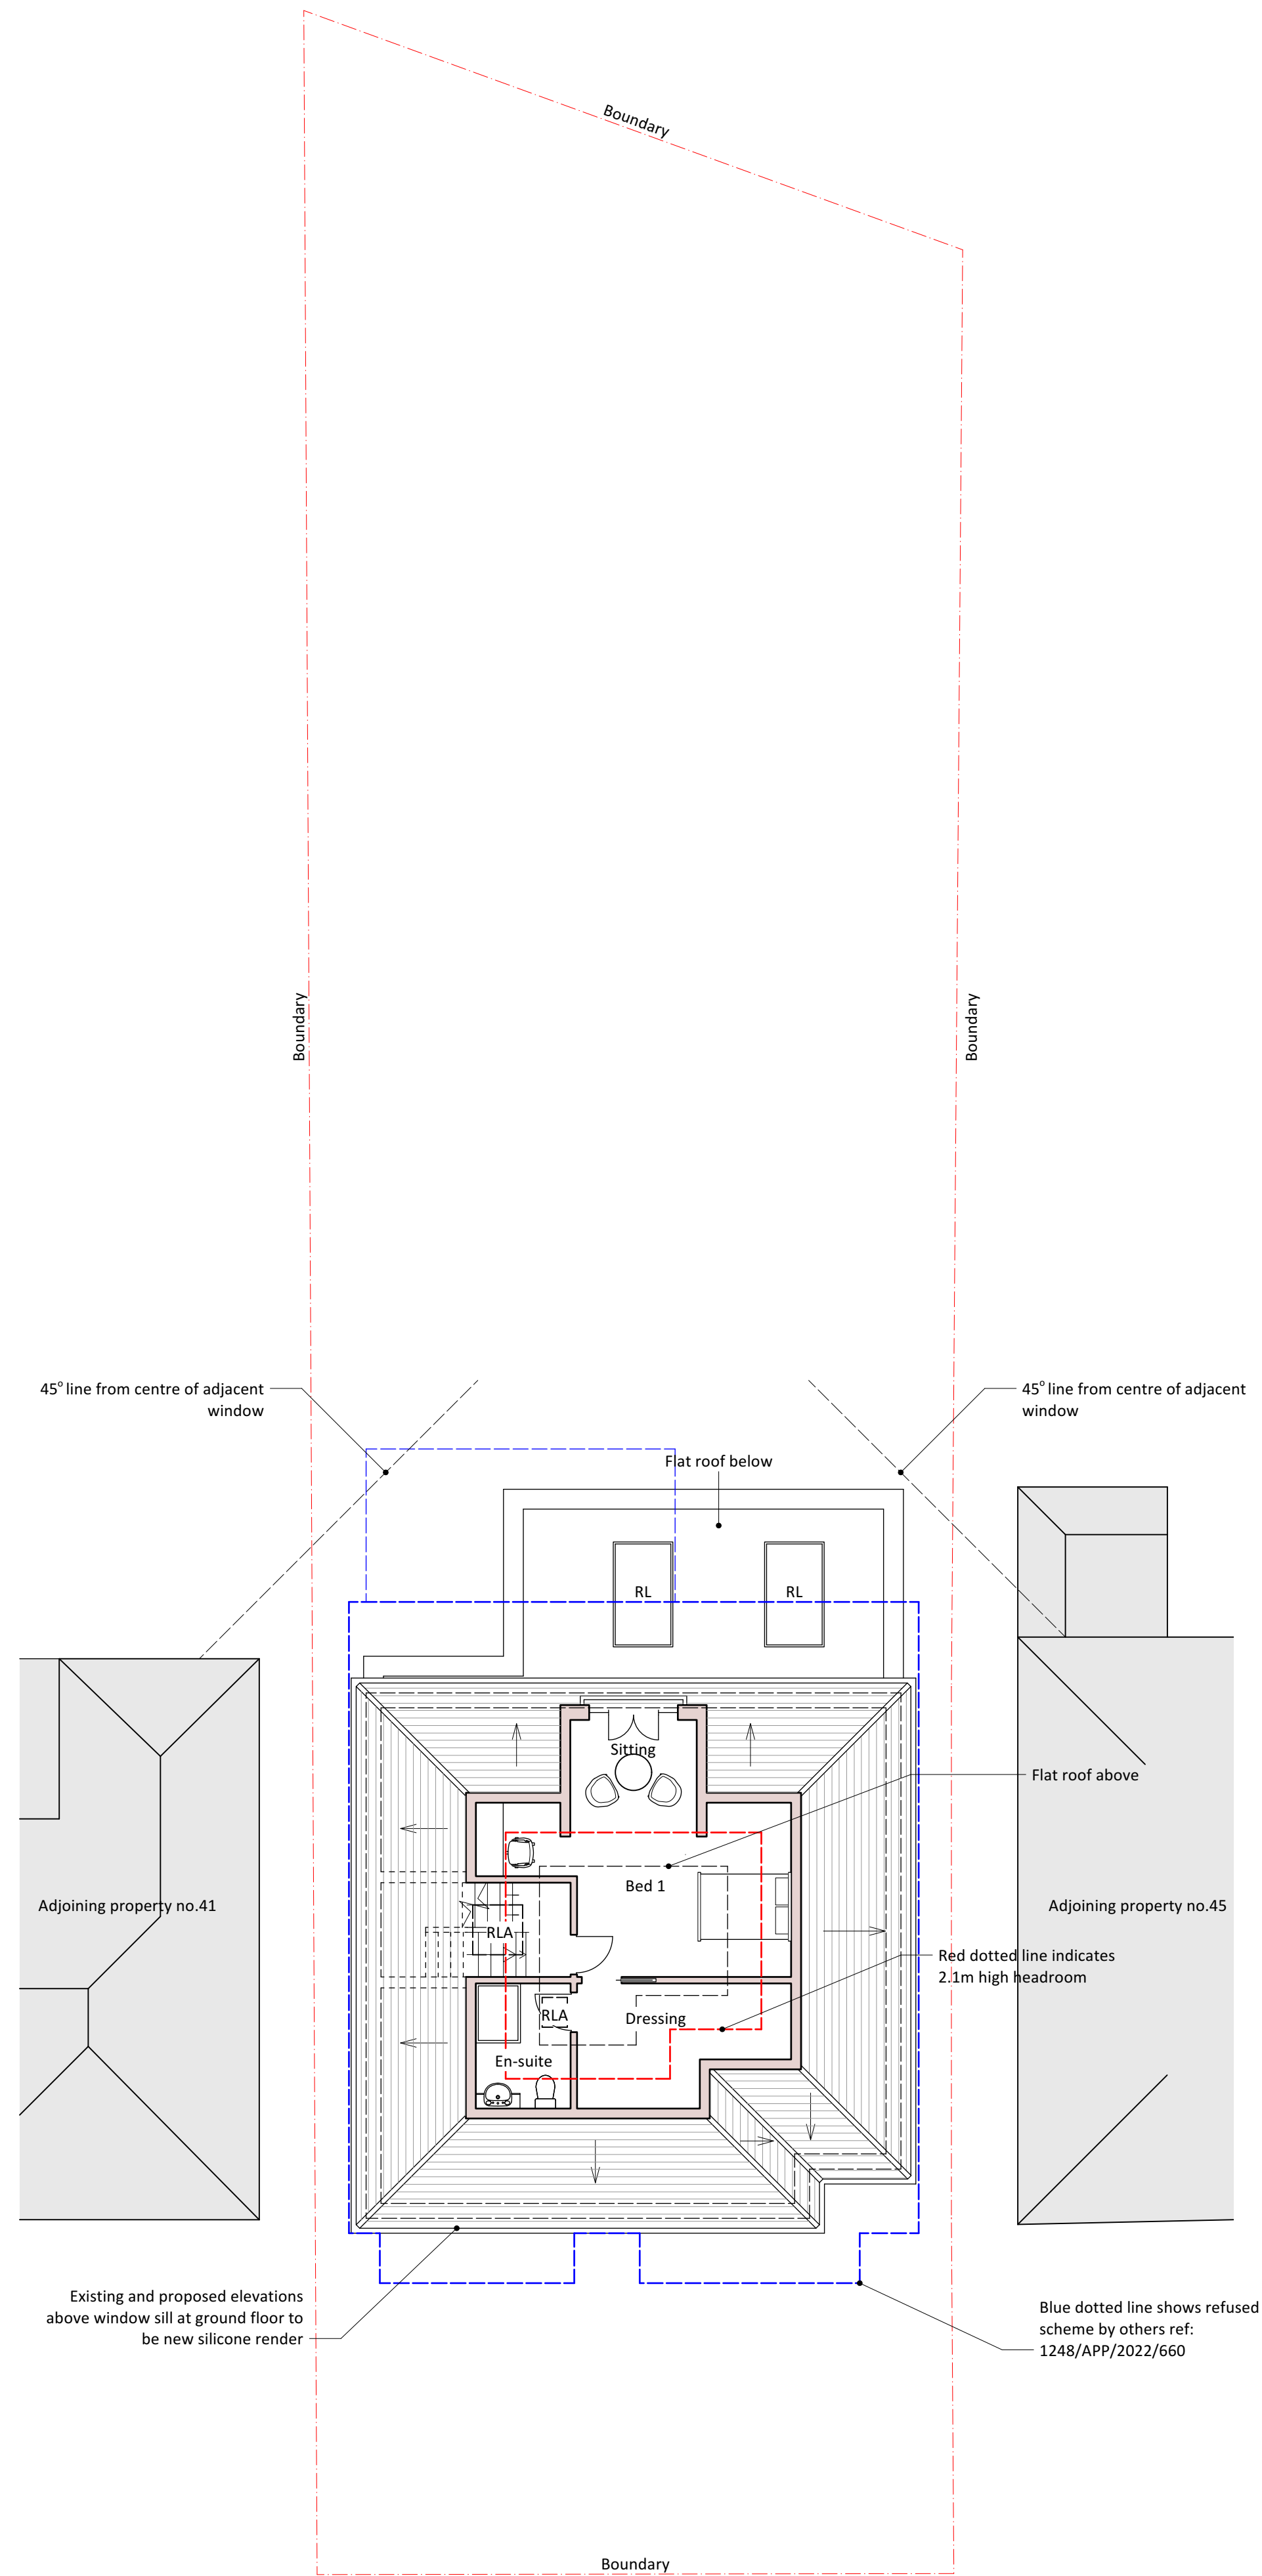 Boundary
Boundary
Boundary
45° line from centre of adjacent
window
45° line from centre of adjacent
window
Flat roof below
RL
RL
Sitting
Flat roof above
Bed 1
Adjoining property no.41
Adjoining property no.45
RLA
Red dotted line indicates
2.1m high headroom
RLA
Dressing
En-suite
Existing and proposed elevations
above window sill at ground floor to
be new silicone render
Blue dotted line shows refused
scheme by others ref:
1248/APP/2022/660
Boundary